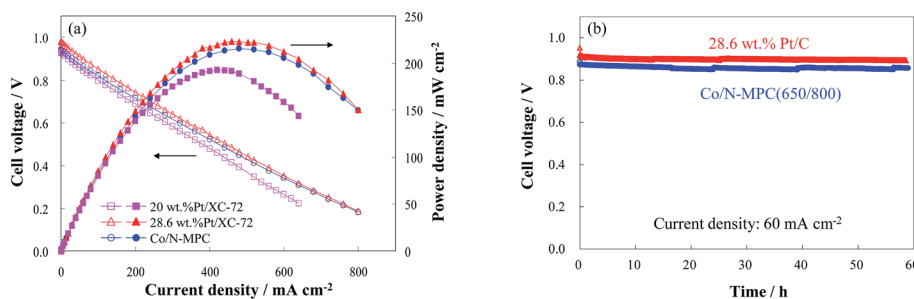 (a)
Cell voltage / V
1.0
0.8
0.6
0.4
0.2
0.0
0
200
400
600
800
Current density / mA cm-2
250
200
150
100
50
0
Power density / mW cm-2
20 wt.%Pt/XC-72
28.6 wt.%Pt/XC-72
Co/N-MPC
(b)
Cell voltage / V
1.0
0.8
0.6
0.4
0.2
0.0
28.6 wt.% Pt/C
Co/N-MPC(650/800)
Current density: 60 mA cm-2
0
10
20
30
40
50
60
Time / h